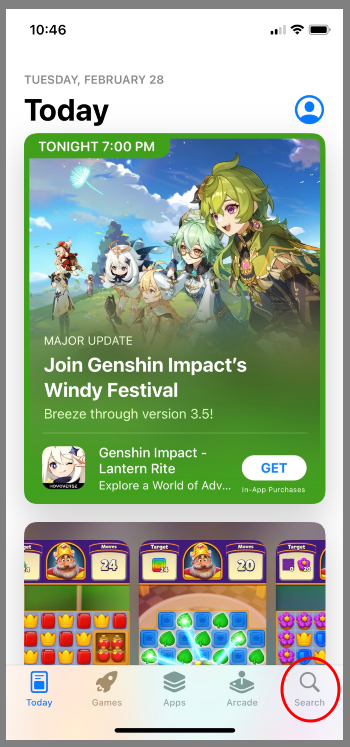 10:46
TUESDAY, FEBRUARY 28
Today
TONIGHT 7:00 PM
MAJOR UPDATE
Join Genshin Impact's
Windy Festival
Breeze through version 3.5!
Genshin Impact -
Lantern Rite
Explore a World of Adv...
GET
In-App Purchases
HOYOVERSE
Moves
24
Target
Moves
20
Target
Today
Games
Apps
Arcade
Search